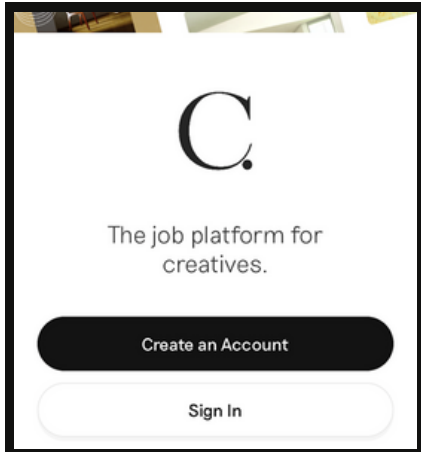 C.
The job platform for
creatives.
Create an Account
Sign In